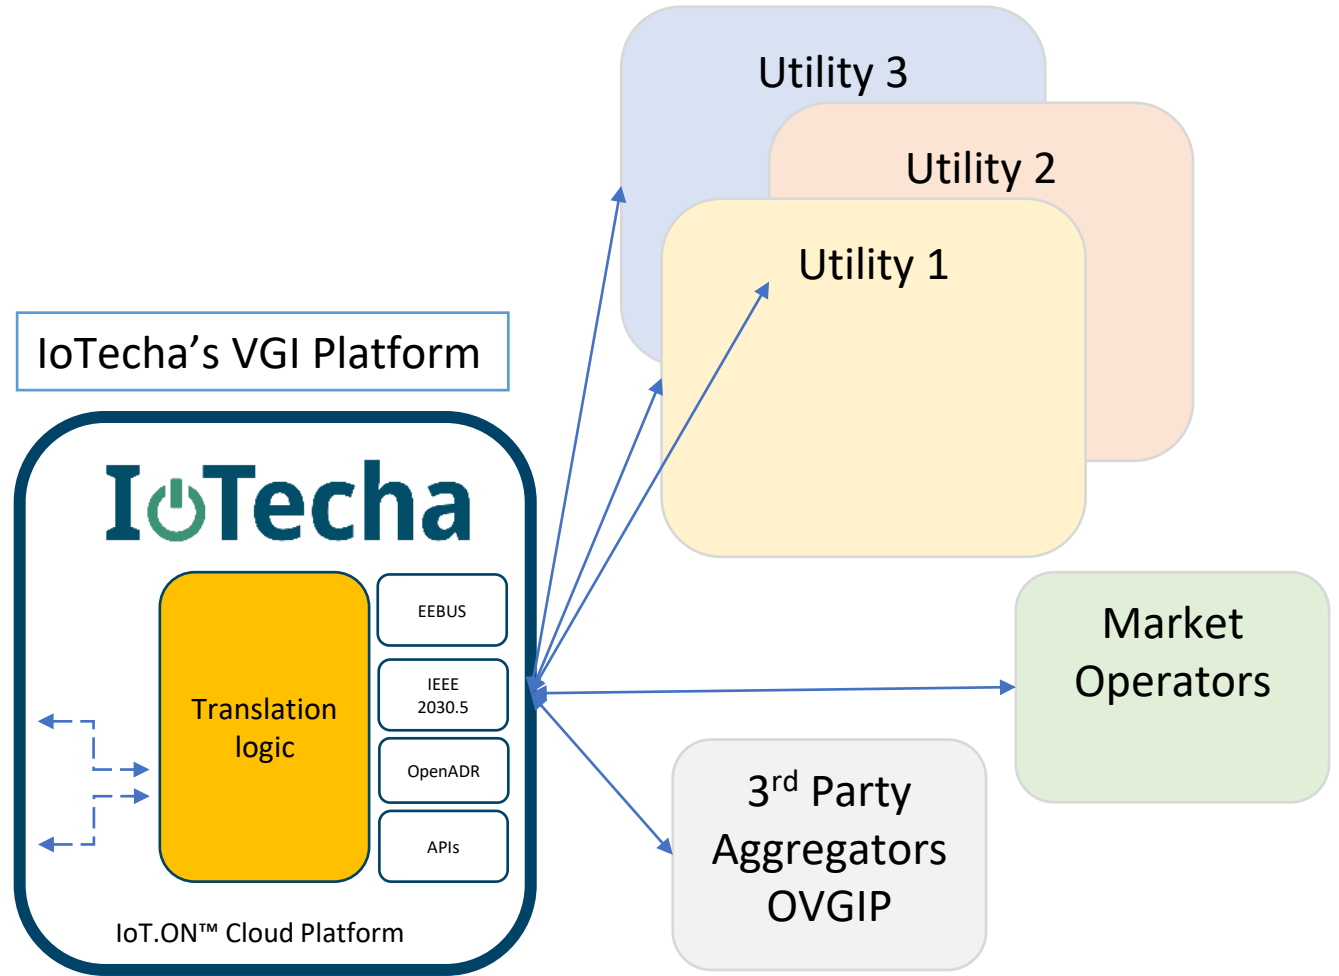 Utility 3
Utility 2
Utility 1
IoTecha’s VGI Platform
IoTecha
Translation
logic
EEBUS
IEEE
2030.5
OpenADR
APIs
IoT.ON™ Cloud Platform
Market
Operators
3rd Party
Aggregators
OVGIP